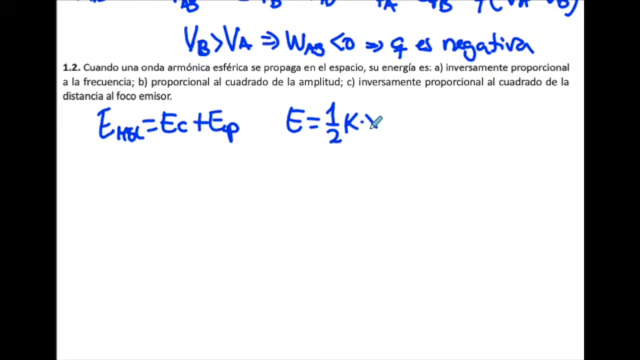 V_B > V_A ⇒ W_AB < 0 ⇒ q es negativa
1.2. Cuando una onda armónica esférica se propaga en el espacio, su energía es: a) inversamente proporcional
a la frecuencia; b) proporcional al cuadrado de la amplitud; c) inversamente proporcional al cuadrado de la
distancia al foco emisor.
E = Ec + Ep E = 1/2 K·